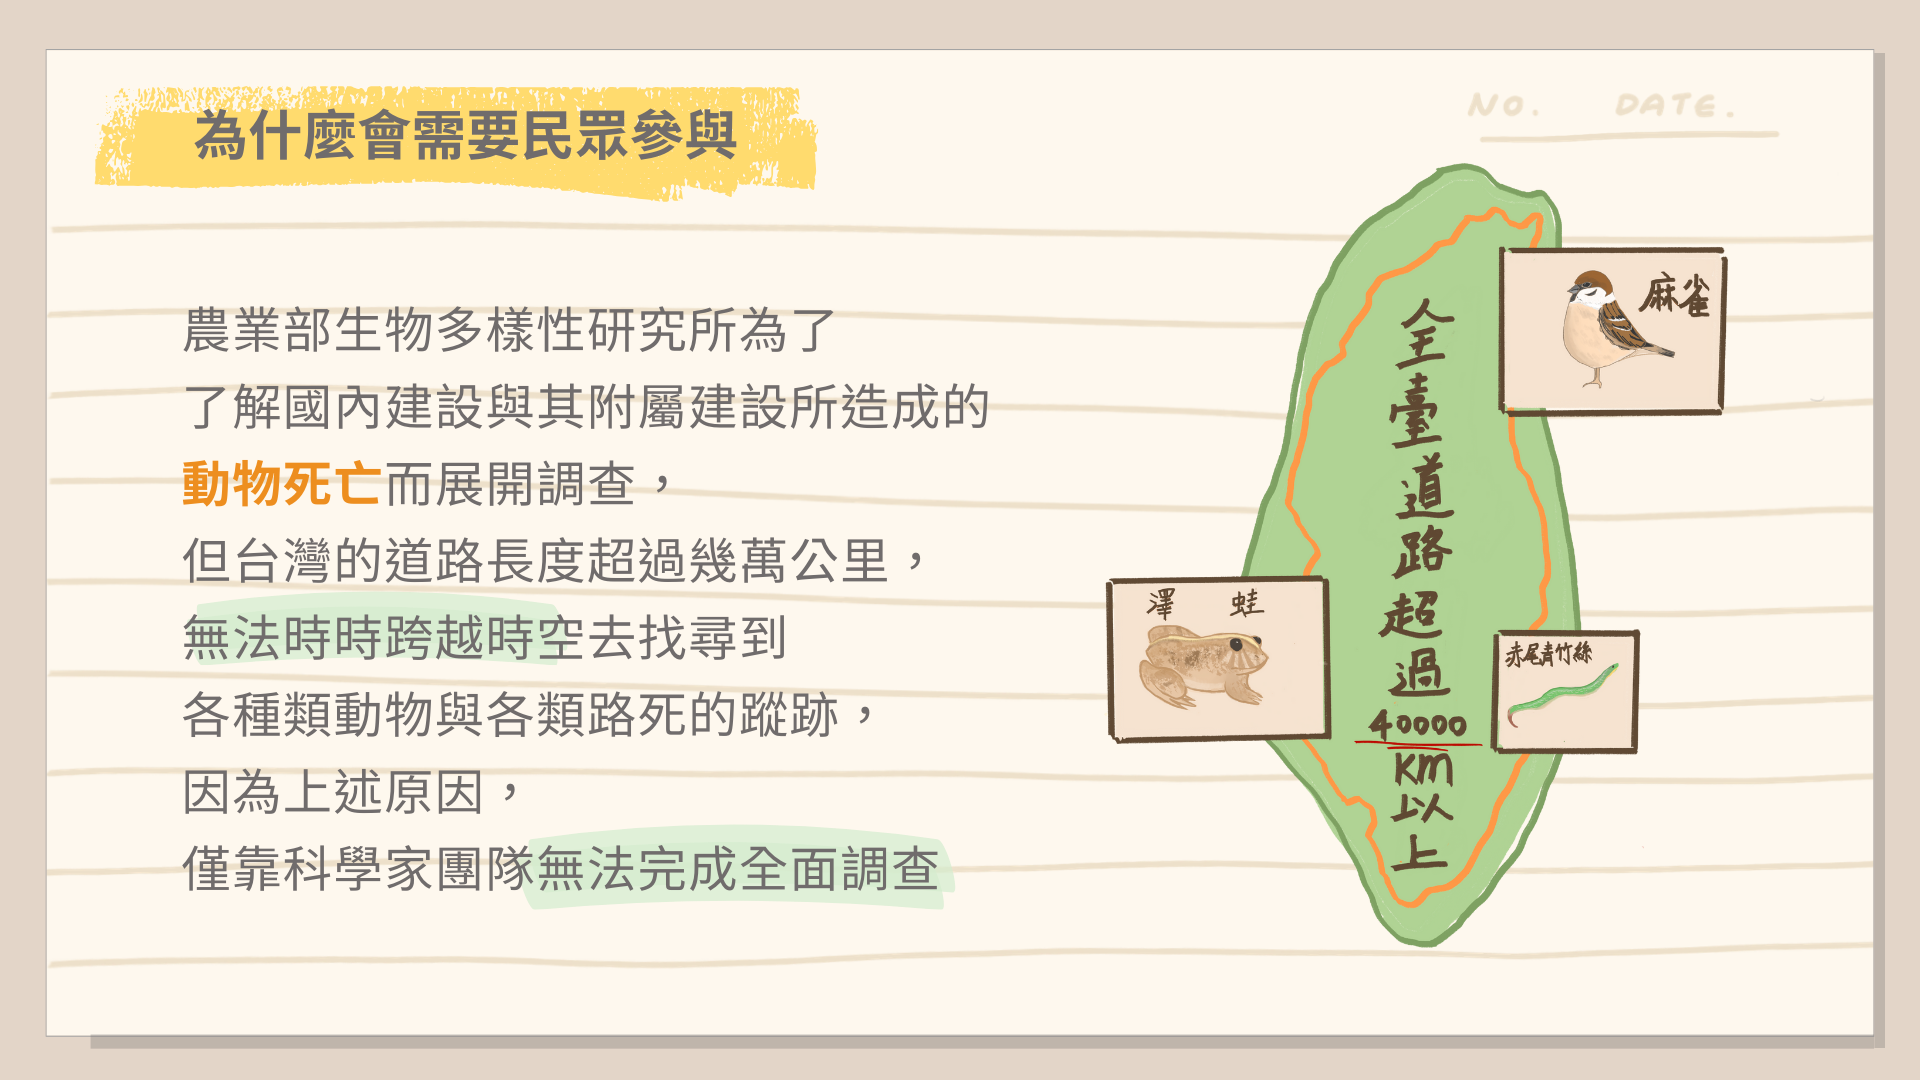 為什麼會需要民眾參與
NO. DATE.
農業部生物多樣性研究所為了
了解國內建設與其附屬建設所造成的
動物死亡而展開調查，
但台灣的道路長度超過幾萬公里，
無法時時跨越時空去找尋到
各種類動物與各類路死的蹤跡，
因為上述原因，
僅靠科學家團隊無法完成全面調查
全臺道路超過
40000
KM
以上
麻雀
澤蛙
赤尾青竹絲